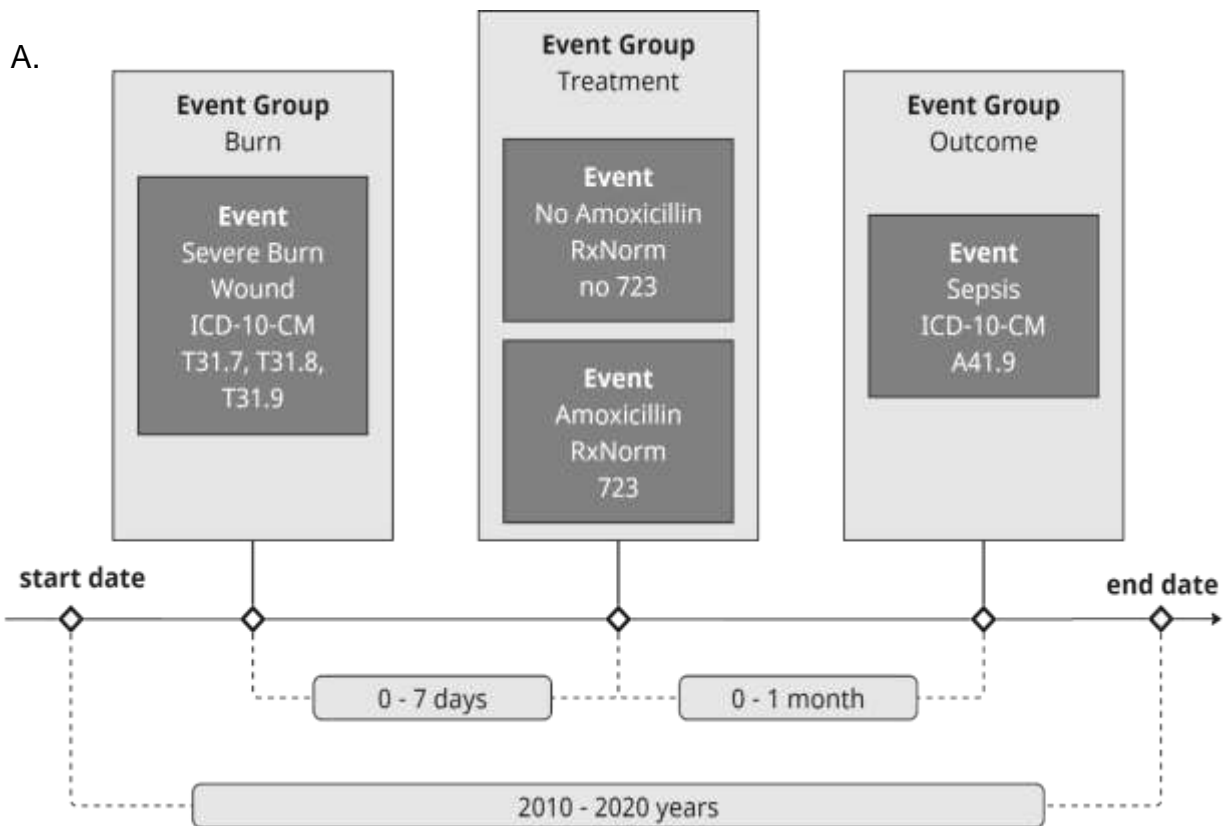 A.
Event Group
Burn
Event
Severe Burn
Wound
ICD-10-CM
T31.7, T31.8,
T31.9
Event Group
Treatment
Event
No Amoxicillin
RxNorm
no 723
Event
Amoxicillin
RxNorm
723
Event Group
Outcome
Event
Sepsis
ICD-10-CM
A41.9
start date
end date
0 - 7 days
0 - 1 month
2010 - 2020 years